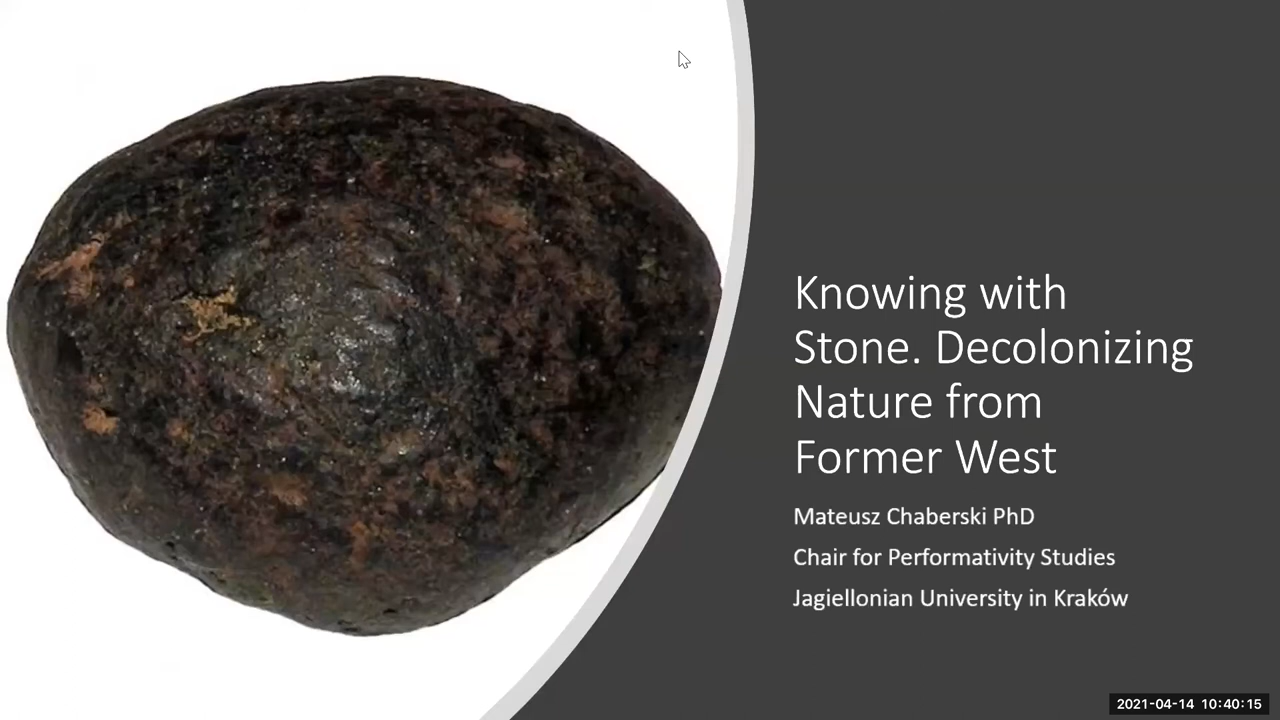 Knowing with
Stone. Decolonizing
Nature from
Former West
Mateusz Chaberski PhD
Chair for Performativity Studies
Jagiellonian University in Kraków
2021-04-14 10:40:15